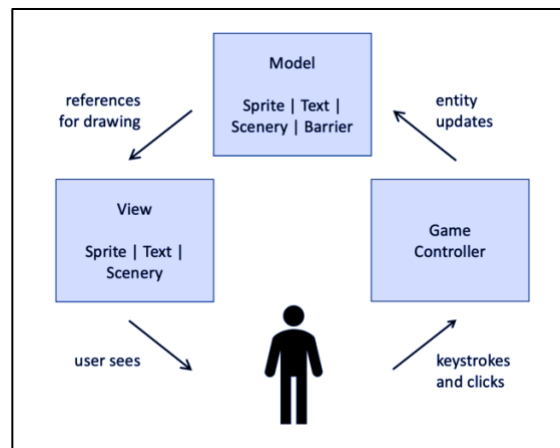 Model
Sprite | Text |
Scenery | Barrier
references
for drawing
entity
updates
View
Sprite | Text |
Scenery
Game
Controller
user sees
keystrokes
and clicks